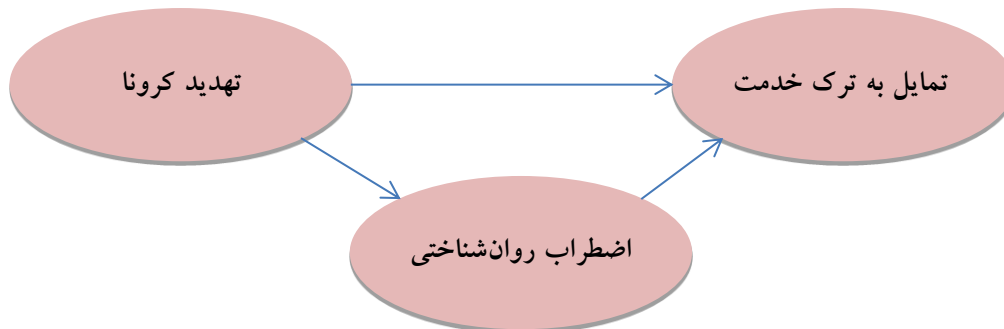 تهدید کرونا
تمایل به ترک خدمت
اضطراب روان‌شناختی